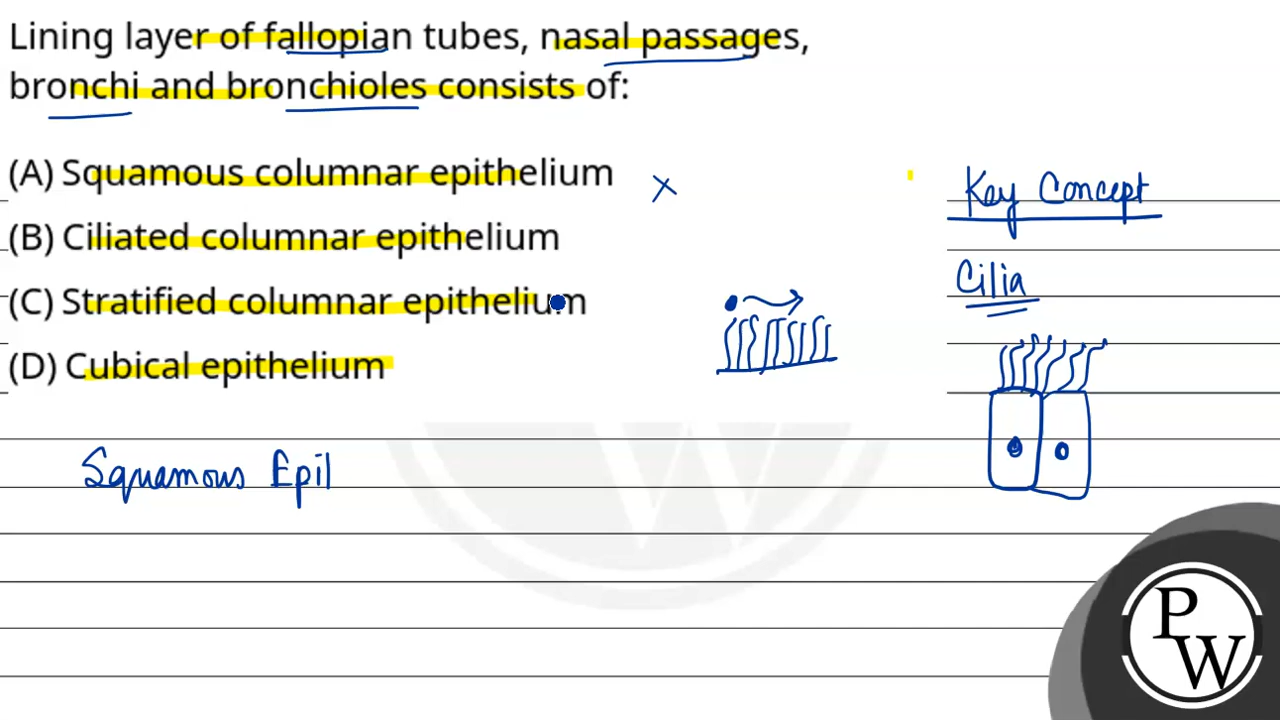 Lining layer of fallopian tubes, nasal passages,
bronchi and bronchioles consists of:
(A) Squamous columnar epithelium
(B) Ciliated columnar epithelium
(C) Stratified columnar epithelium
(D) Cubical epithelium
Key Concept
Cilia
Squamous Epil
PW